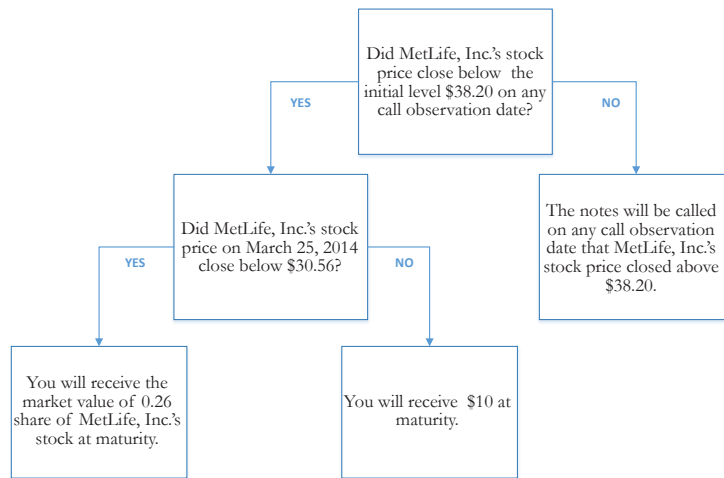 Did MetLife, Inc.'s stock
price close below the
initial level $38.20 on any
call observation date?
YES
NO
Did MetLife, Inc.'s stock
price on March 25, 2014
close below $30.56?
The notes will be called
on any call observation
date that MetLife, Inc.'s
stock price closed above
$38.20.
YES
NO
You will receive the
market value of 0.26
share of MetLife, Inc.'s
stock at maturity.
You will receive $10 at
maturity.